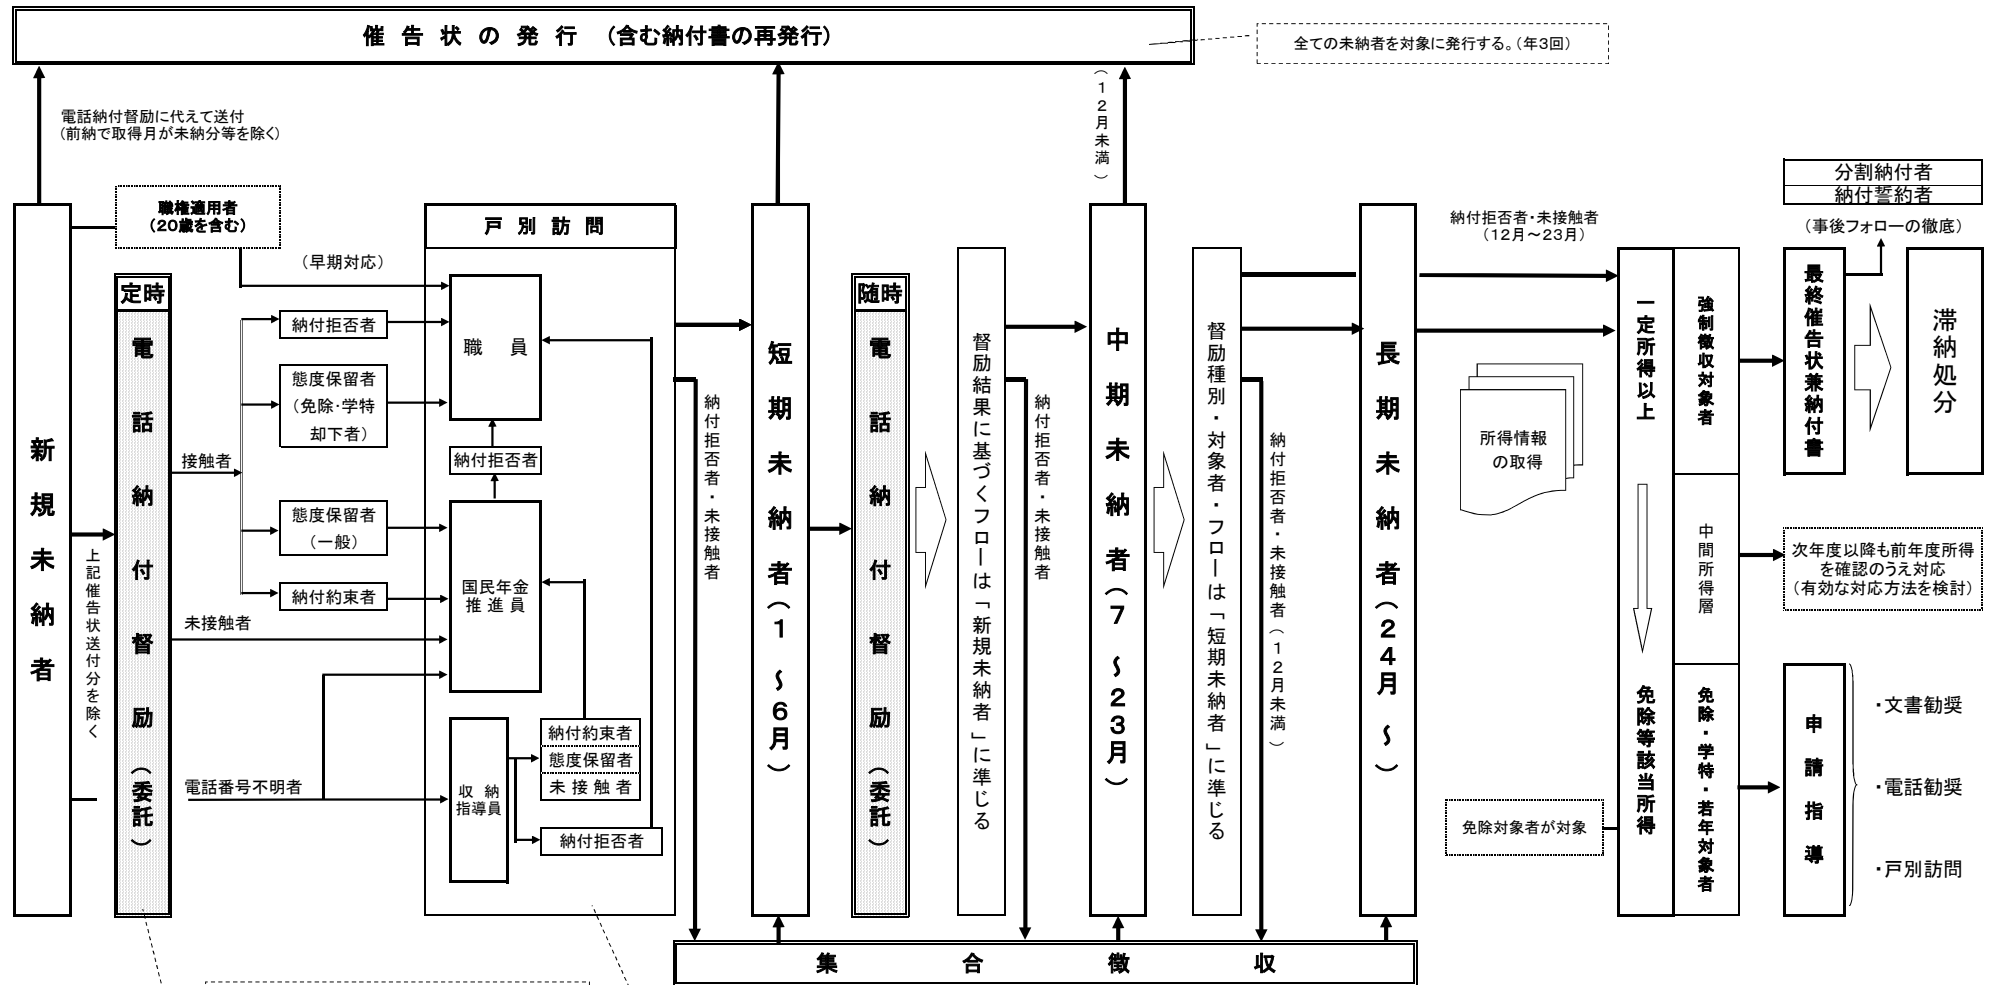 催告状の発行 (含む納付書の再発行)
全ての未納者を対象に発行する。(年3回)
電話納付督励に代えて送付
(前納で取得月が未納分等を除く)
(12月未満)
新規未納者
上記催告状送付分を除く
職権適用者
(20歳を含む)
定時
電話納付督励(委託)
(早期対応)
接触者
納付拒否者
態度保留者
(免除・学特
却下者)
態度保留者
(一般)
納付約束者
未接触者
電話番号不明者
戸別訪問
職員
納付拒否者
国民年金
推進員
収納
指導員
納付約束者
態度保留者
未接触者
納付拒否者
納付拒否者・未接触者
短期未納者(1~6月)
随時
電話納付督励(委託)
督励結果に基づくフローは「新規未納者」に準じる
納付拒否者・未接触者
中期未納者(7~23月)
督励種別・対象者・フローは「短期未納者」に準じる
納付拒否者・未接触者(12月未満)
長期未納者(24月~)
納付拒否者・未接触者
(12月~23月)
所得情報
の取得
免除対象者が対象
一定所得以上
免除等該当所得
強制徴収対象者
中間所得層
免除・学特・若年対象者
分割納付者
納付誓約者
(事後フォローの徹底)
最終催告状兼納付書
滞納処分
次年度以降も前年度所得
を確認のうえ対応
(有効な対応方法を検討)
申請指導
・文書勧奨
・電話勧奨
・戸別訪問
集合徴収